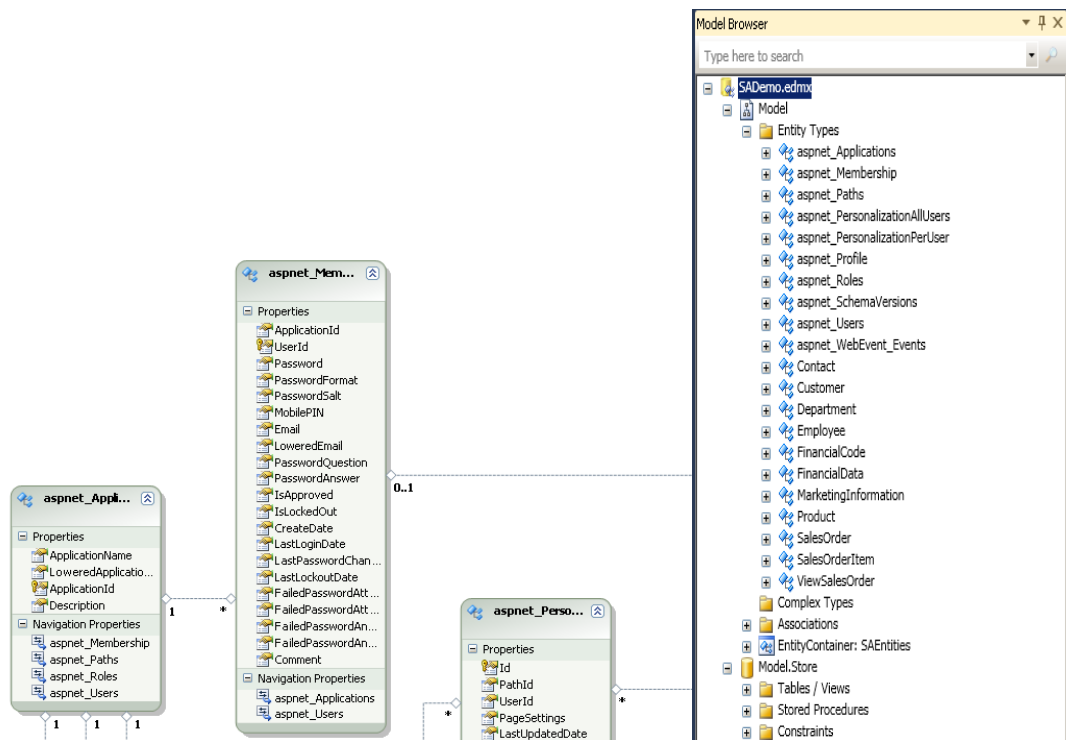 aspnet_Mem...
Properties
ApplicationId
UserId
Password
PasswordFormat
PasswordSalt
MobilePIN
Email
LoweredEmail
PasswordQuestion
PasswordAnswer
IsApproved
IsLockedOut
CreateDate
LastLoginDate
LastPasswordChan...
LastLockoutDate
FailedPasswordAtt...
FailedPasswordAtt...
FailedPasswordAn...
FailedPasswordAn...
Comment
Navigation Properties
aspnet_Applications
aspnet_Users
0..1
aspnet_Appli...
Properties
ApplicationName
LoweredApplicatio...
ApplicationId
Description
Navigation Properties
aspnet_Membership
aspnet_Paths
aspnet_Roles
aspnet_Users
1
*
1
1
1
aspnet_Perso...
Properties
Id
PathId
UserId
PageSettings
LastUpdatedDate
*
*
Model Browser
Type here to search
SADemo.edmx
Model
Entity Types
aspnet_Applications
aspnet_Membership
aspnet_Paths
aspnet_PersonalizationAllUsers
aspnet_PersonalizationPerUser
aspnet_Profile
aspnet_Roles
aspnet_SchemaVersions
aspnet_Users
aspnet_WebEvent_Events
Contact
Customer
Department
Employee
FinancialCode
FinancialData
MarketingInformation
Product
SalesOrder
SalesOrderItem
ViewSalesOrder
Complex Types
Associations
EntityContainer: SAEntities
Model.Store
Tables / Views
Stored Procedures
Constraints